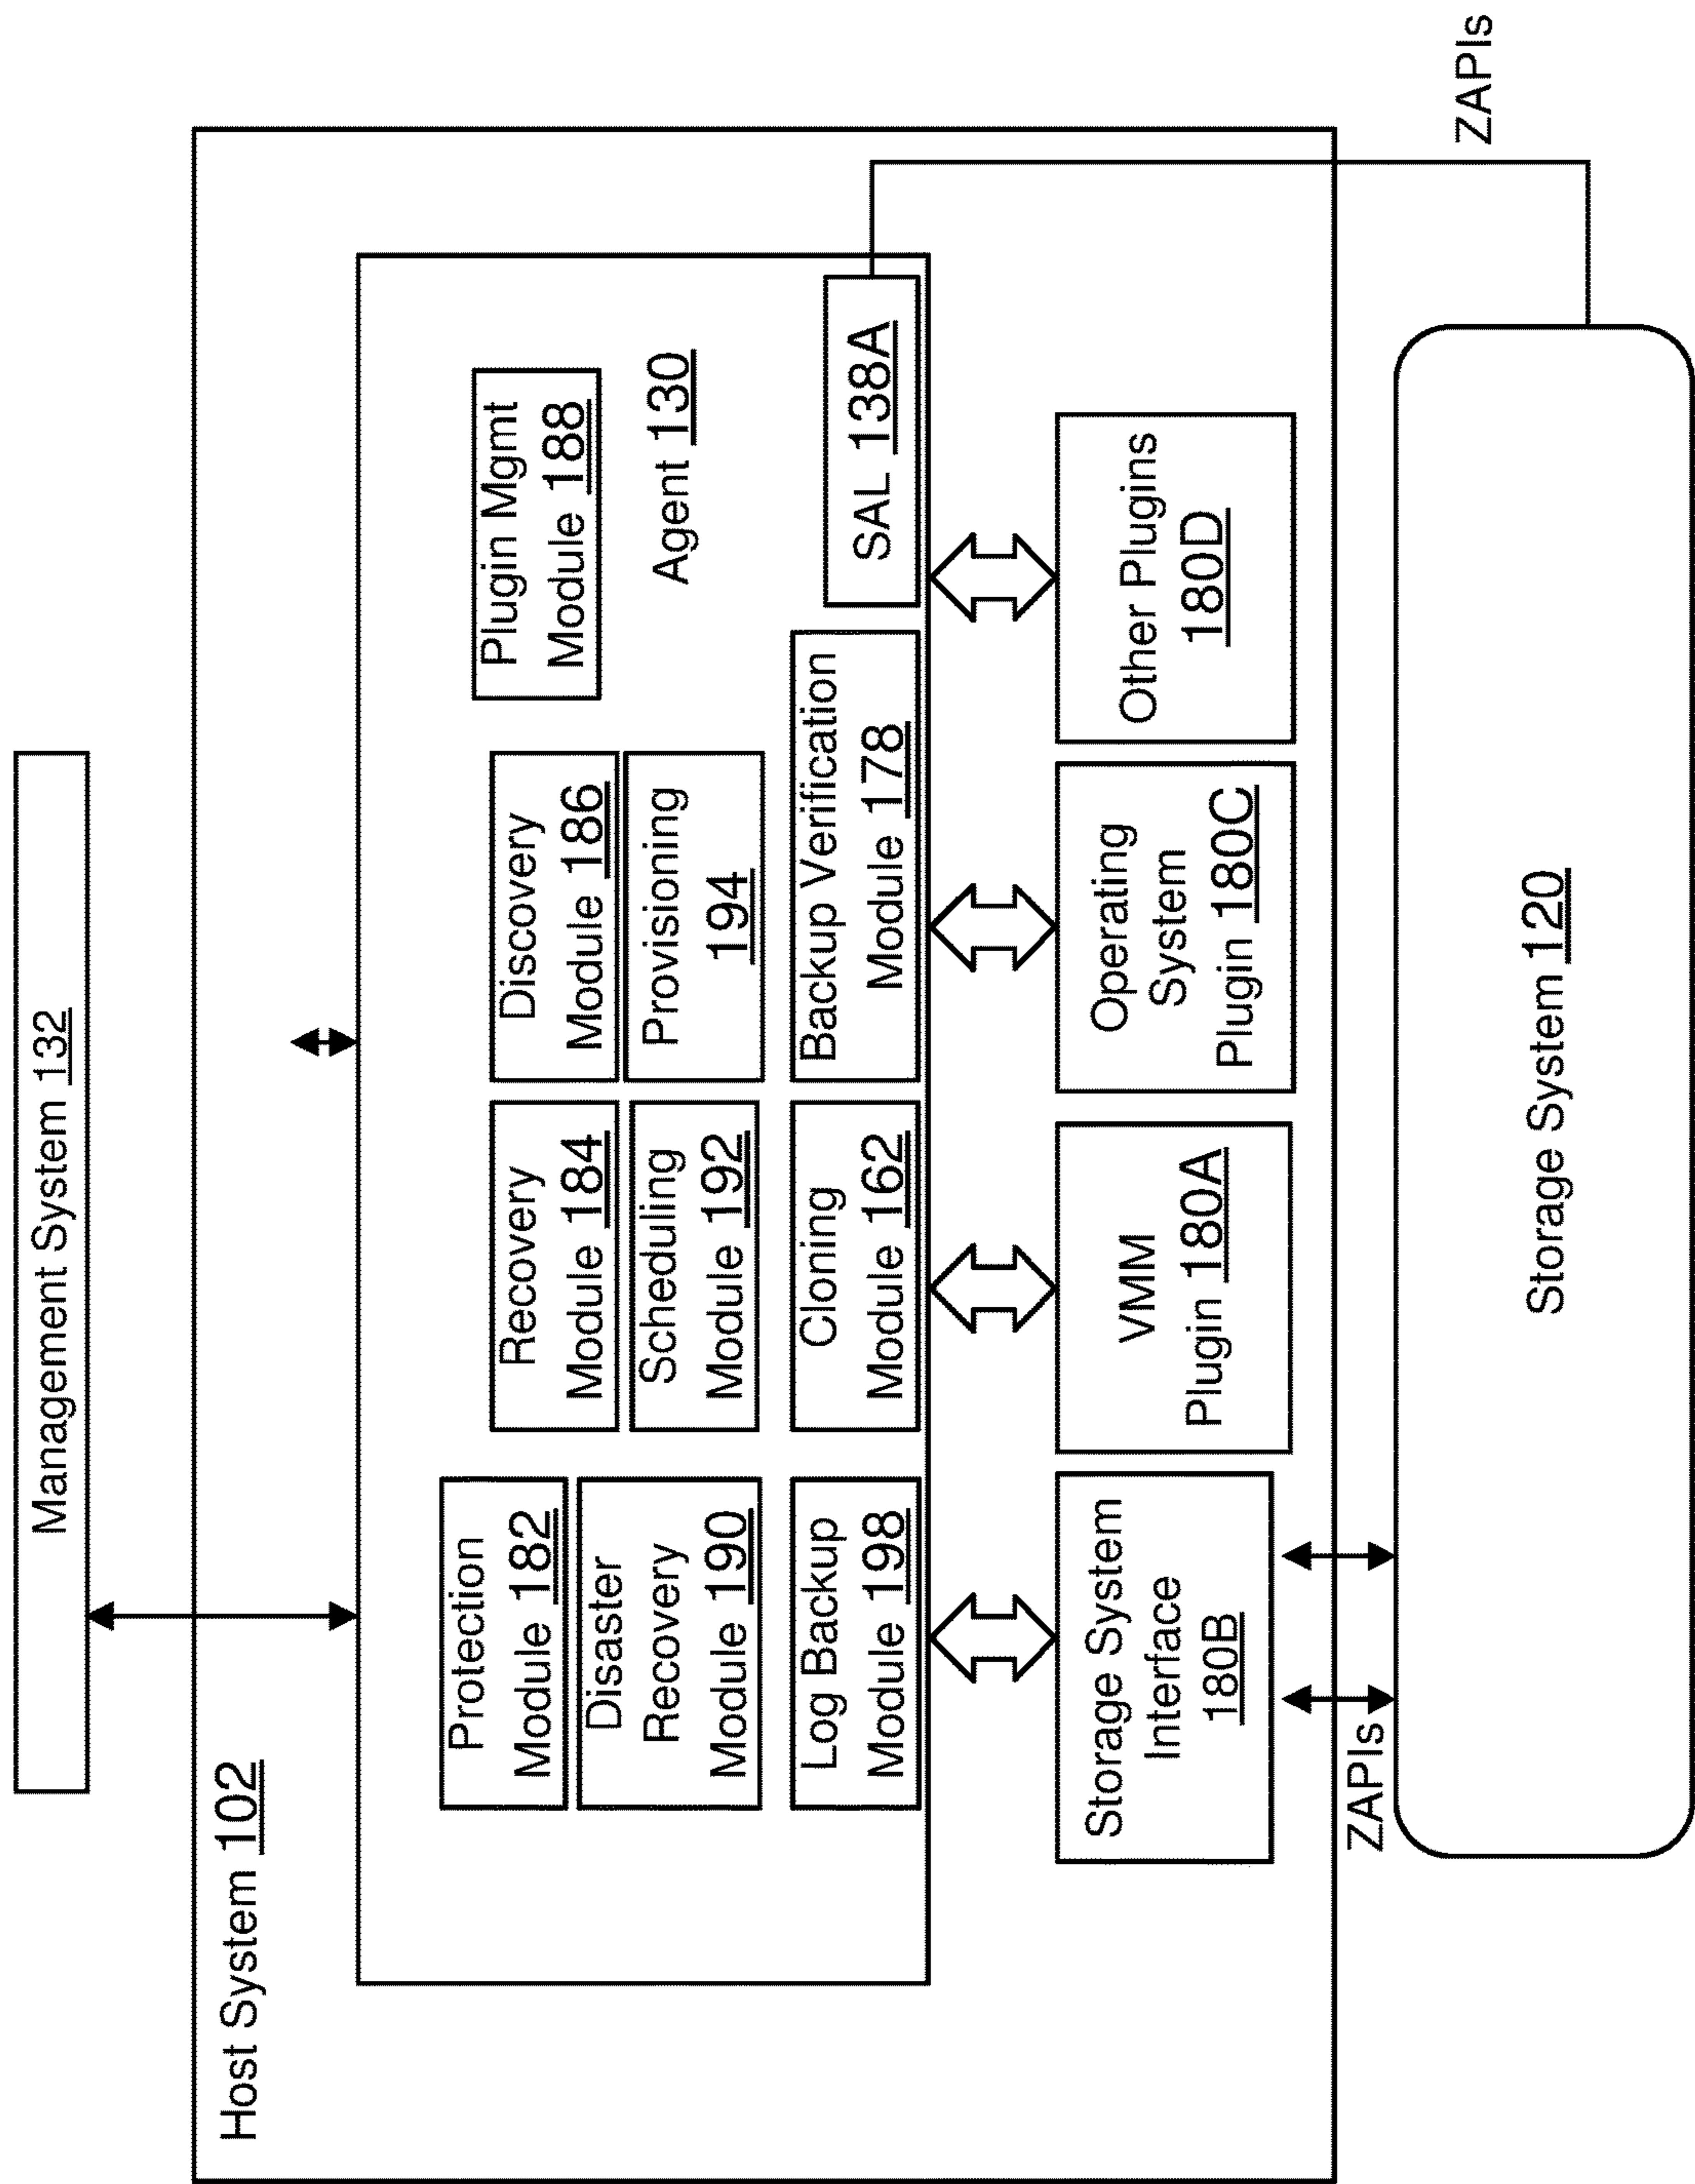 Management System 132
Host System 102
Protection
Module 182
Disaster
Recovery
Module 190
Log Backup
Module 198
Recovery
Module 184
Scheduling
Module 192
Cloning
Module 162
Discovery
Module 186
Provisioning
194
Backup Verification
Module 178
Plugin Mgmt
Module 188
Agent 130
SAL 138A
Storage System
Interface
180B
VMM
Plugin 180A
Operating
System
Plugin 180C
Other Plugins
180D
ZAPIs
ZAPIs
Storage System 120